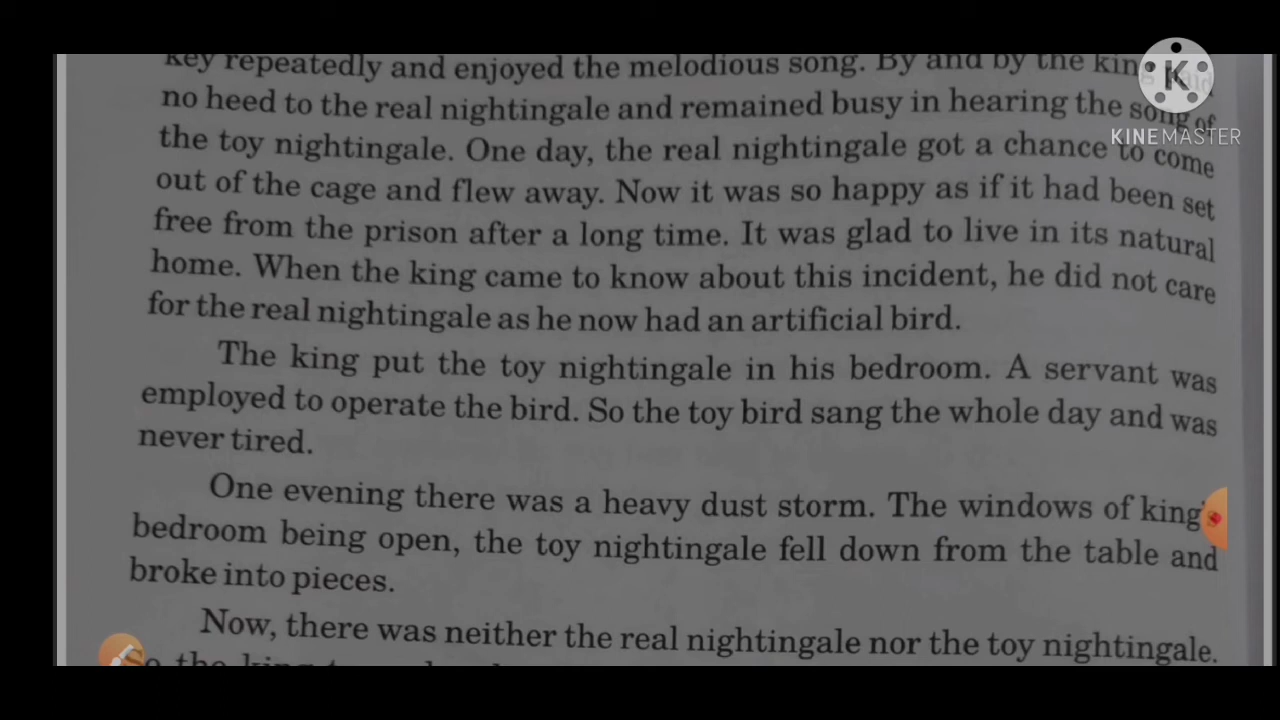 key repeatedly and enjoyed the melodious song. By and by the king
no heed to the real nightingale and remained busy in hearing the song of
the toy nightingale. One day, the real nightingale got a chance to come
out of the cage and flew away. Now it was so happy as if it had been set
free from the prison after a long time. It was glad to live in its natural
home. When the king came to know about this incident, he did not care
for the real nightingale as he now had an artificial bird.
The king put the toy nightingale in his bedroom. A servant was
employed to operate the bird. So the toy bird sang the whole day and was
never tired.
One evening there was a heavy dust storm. The windows of king'
bedroom being open, the toy nightingale fell down from the table and
broke into pieces.
Now, there was neither the real nightingale nor the toy nightingale.
So the king
K
KINEMASTER